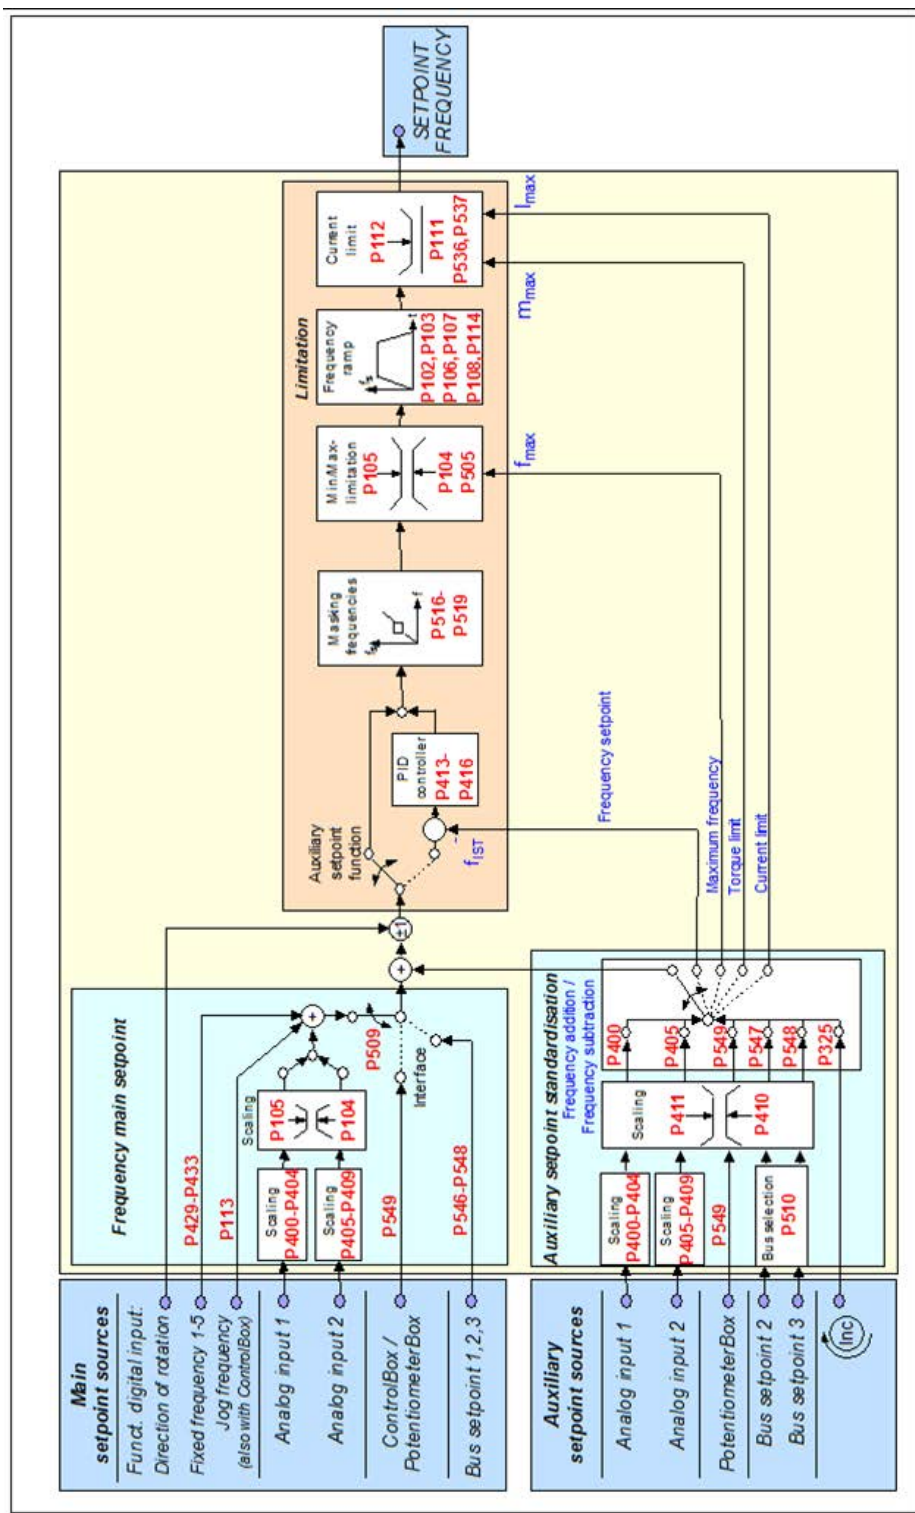 Main
setpoint sources
Funct. digital input:
Direction of rotation
Fixed frequency 1-5
Jog frequency
(also with ControlBox)
Analog input 1
Analog input 2
ControlBox /
PotentiometerBox
Bus setpoint 1,2,3
Frequency main setpoint
P429-P433
P113
Scaling
P400-P404
Scaling
P405-P409
Scaling
P105
P104
P549
P509
Interface
P546-P548
+
+
±1
Auxiliary
setpoint sources
Analog input 1
Analog input 2
PotentiometerBox
Bus setpoint 2
Bus setpoint 3
Inc
Auxiliary setpoint standardisation
Scaling
P400-P404
Scaling
P405-P409
P549
Bus selection
P510
Scaling
P411
P410
Frequency addition /
Frequency subtraction
P400
P405
P549
P547
P548
P325
Frequency setpoint
Maximum frequency
Torque limit
Current limit
Limitation
Auxiliary
setpoint
function
-
fIST
PID
controller
P413-
P416
Masking
frequencies
f
P516-
P519
Min/Max-
limitation
P105
P104
P505
fmax
Frequency
ramp
t
P102,P103
P106,P107
P108,P114
Current
limit
P112
P111
P536,P537
mmax
Imax
SETPOINT
FREQUENCY